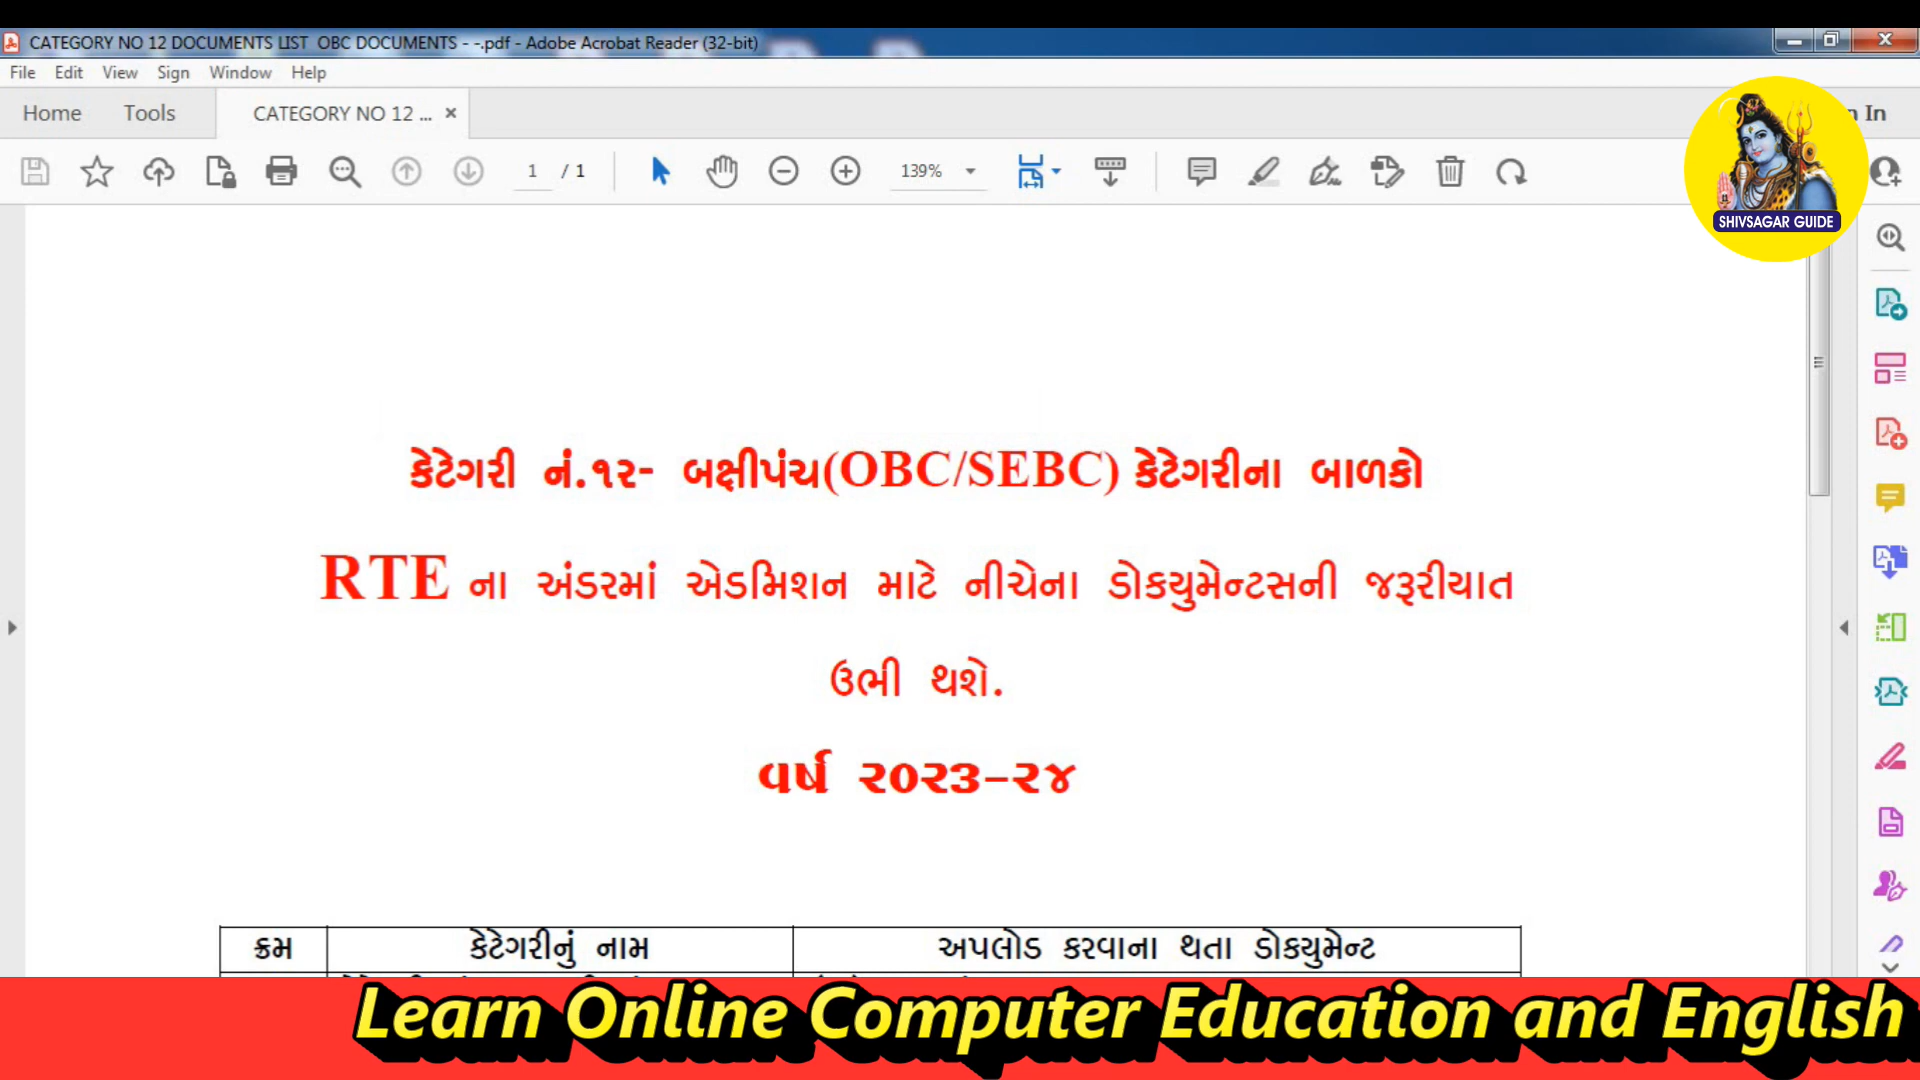 CATEGORY NO 12 DOCUMENTS LIST OBC DOCUMENTS - -.pdf - Adobe Acrobat Reader (32-bit)
File Edit View Sign Window Help
Home Tools CATEGORY NO 12 ... In
1 / 1 139%
SHIVSAGAR GUIDE
કેટેગરી નં.૧૨- બક્ષીપંચ(OBC/SEBC) કેટેગરીના બાળકો
RTE ના અંડરમાં એડમિશન માટે નીચેના ડોકયુમેન્ટસની જરૂરીયાત
ઉભી થશે.
વર્ષ ૨૦૨૩-૨૪
ક્રમ કેટેગરીનું નામ અપલોડ કરવાના થતા ડોકયુમેન્ટ
Learn Online Computer Education and English